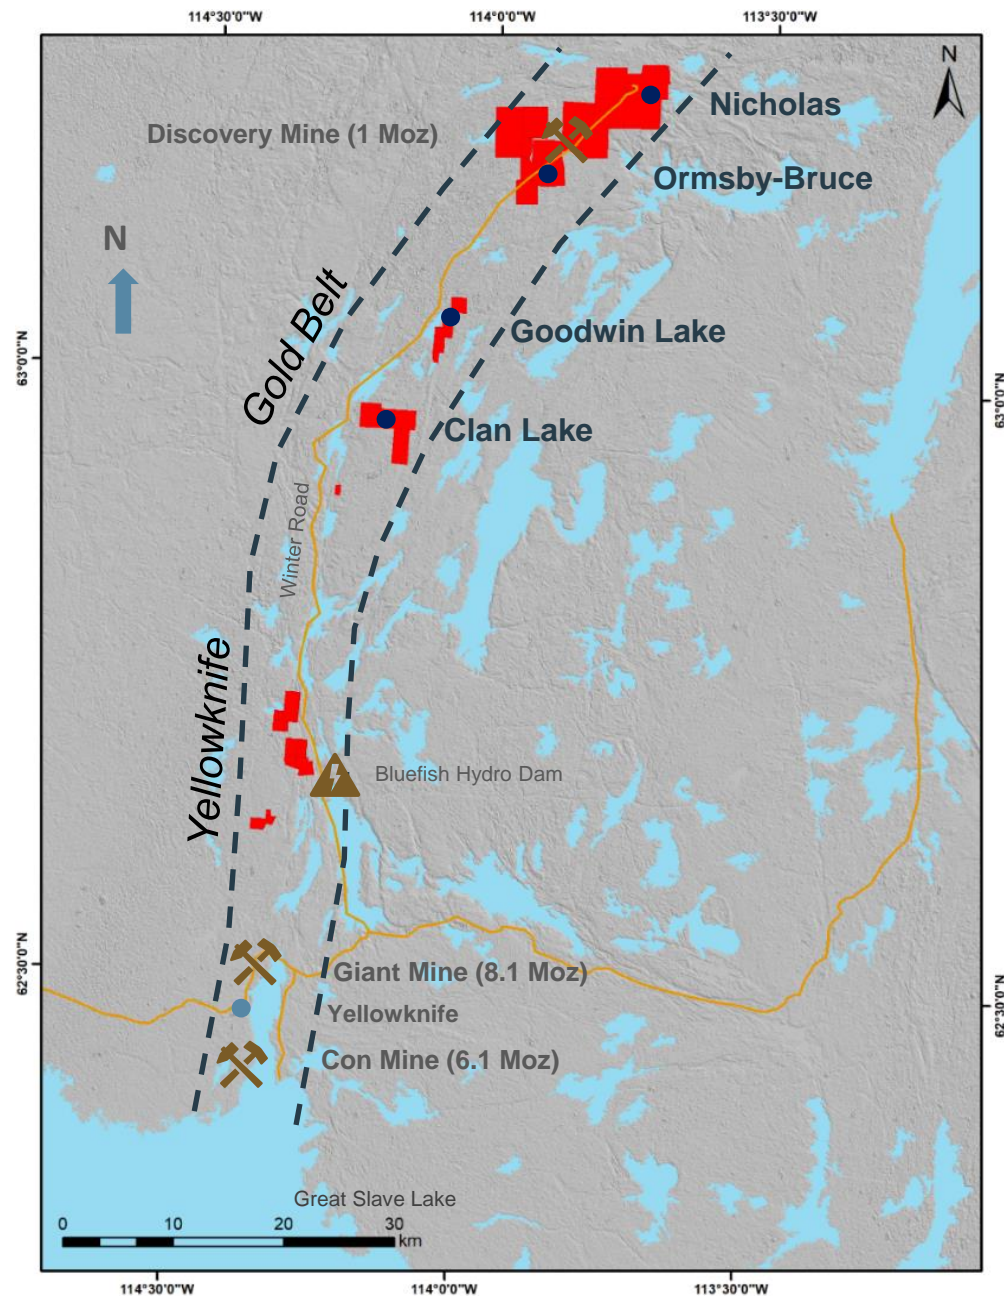 114°30'0"W
114°0'0"W
113°30'0"W
N
Nicholas
Discovery Mine (1 Moz)
Ormsby-Bruce
N
Gold Belt
Goodwin Lake
63°0'0"N
63°0'0"N
Clan Lake
Winter Road
Yellowknife
Bluefish Hydro Dam
62°30'0"N
Giant Mine (8.1 Moz)
62°30'0"N
Yellowknife
Con Mine (6.1 Moz)
Great Slave Lake
0 10 20 30
km
114°30'0"W
114°0'0"W
113°30'0"W